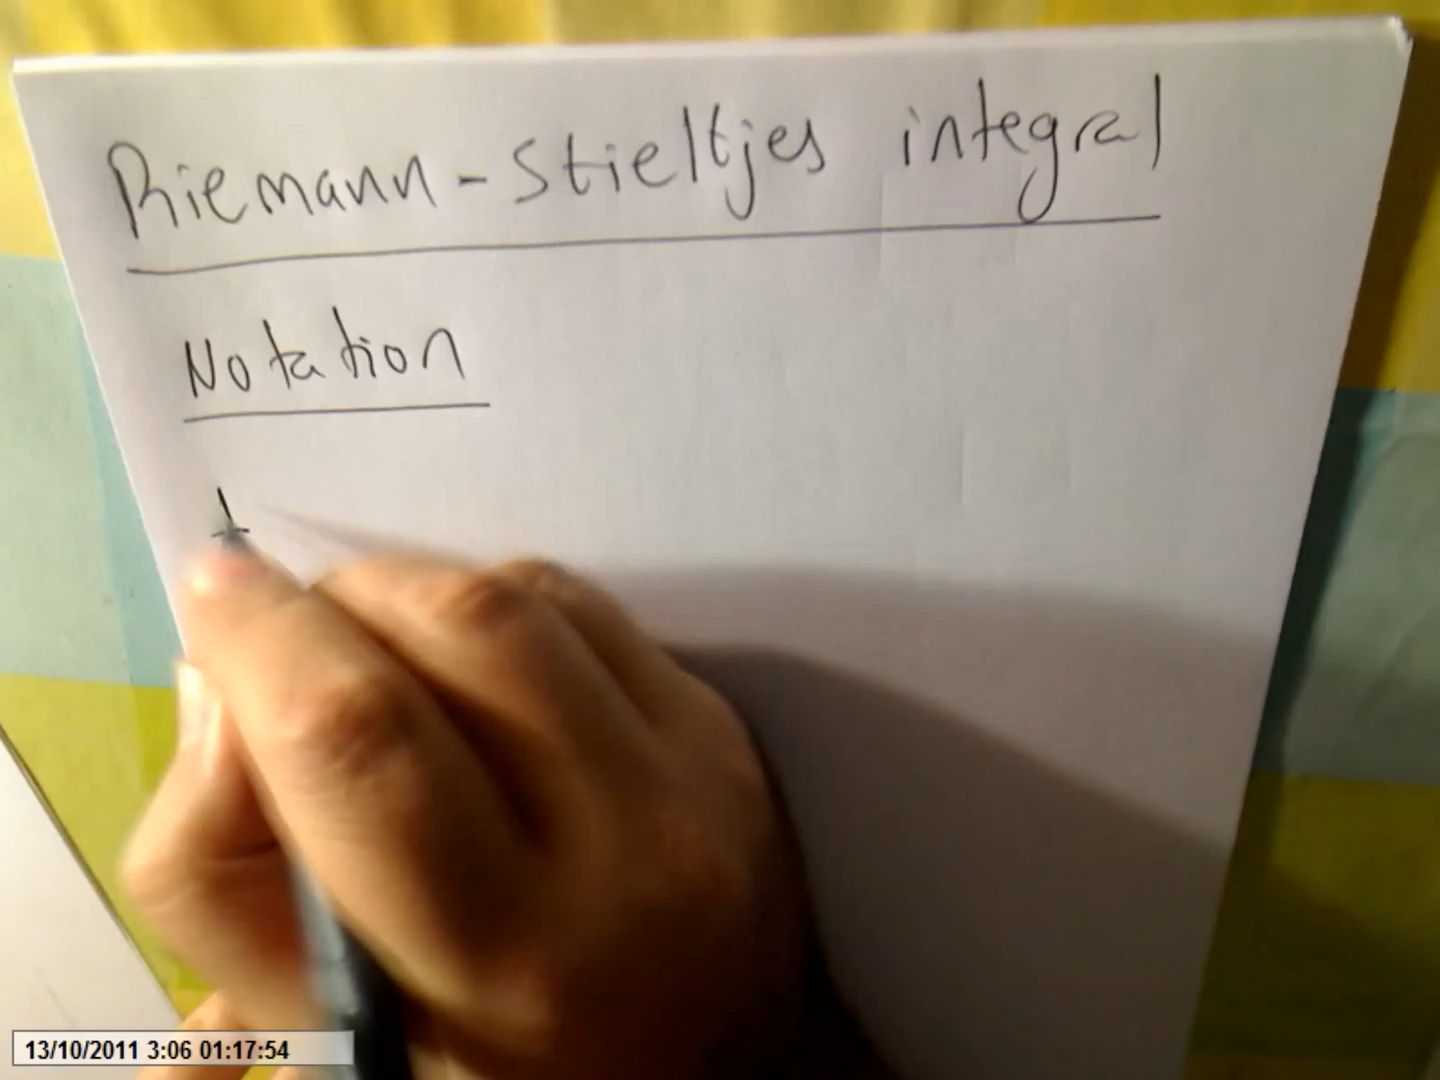 Riemann - Stieltjes integral
Notation
13/10/2011 3:06 01:17:54